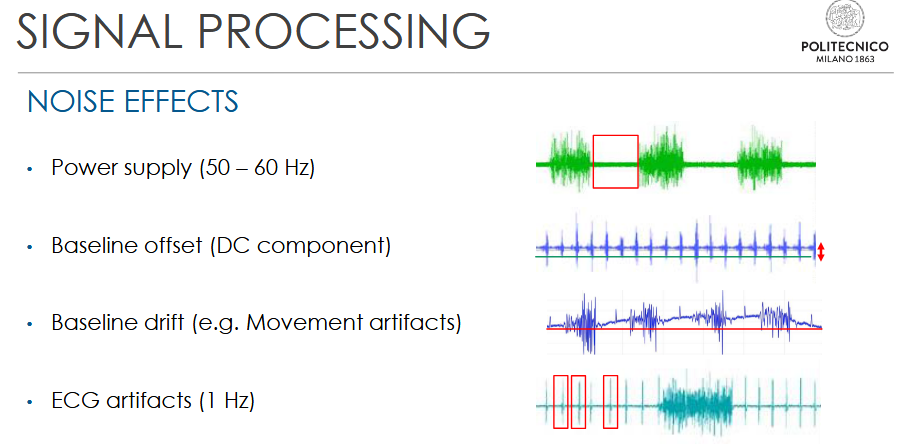 SIGNAL PROCESSING
POLITECNICO
MILANO 1863
NOISE EFFECTS
• Power supply (50 – 60 Hz)
• Baseline offset (DC component)
• Baseline drift (e.g. Movement artifacts)
• ECG artifacts (1 Hz)